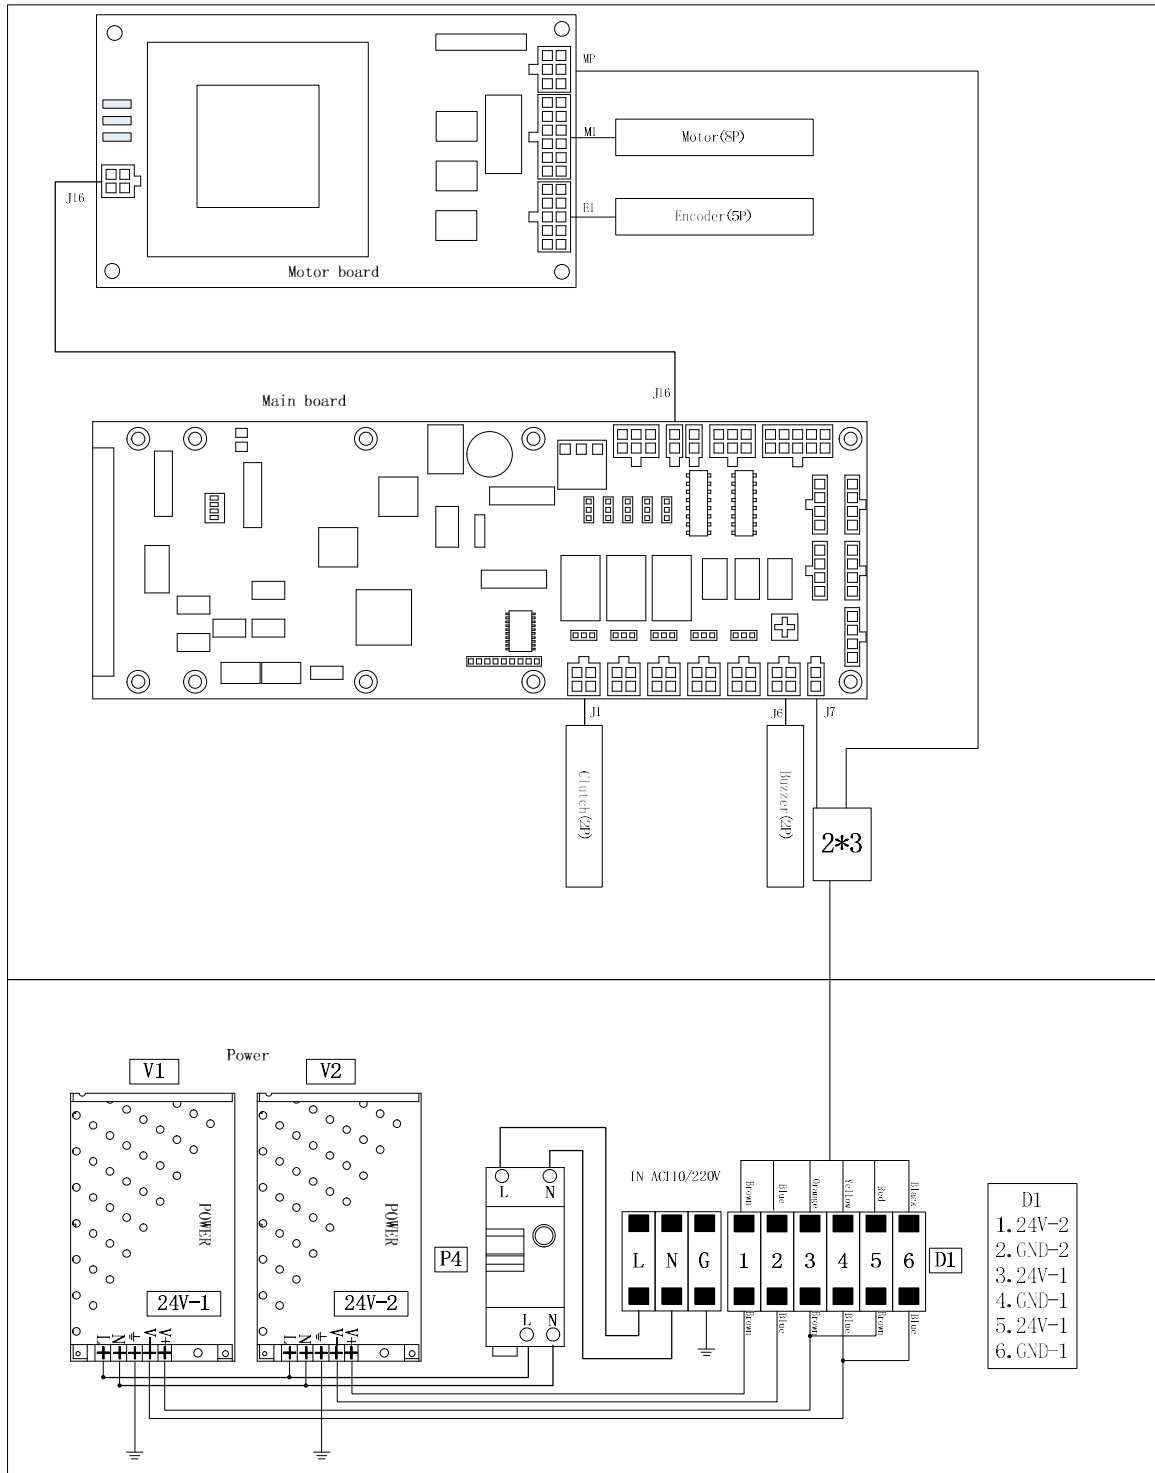 MP
M1
Motor(8P)
J16
E1
Encoder(5P)
Motor board
J16
Main board
J1
J6
J7
Clutch(2P)
Buzzer(2P)
2*3
Power
V1
V2
POWER
POWER
24V-1
24V-2
L
N
V-
V+
L
N
V-
V+
P4
L
N
L
N
IN AC110/220V
L
N
G
Brown
Blue
Orange
Yellow
Red
Black
1
2
3
4
5
6
D1
Brown
Blue
Brown
Blue
Brown
Blue
D1
1.24V-2
2.GND-2
3.24V-1
4.GND-1
5.24V-1
6.GND-1